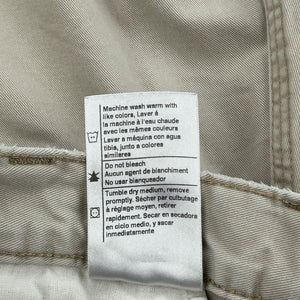 Machine wash warm with
like colors, Laver à
la machine à l'eau chaude
avec les mêmes couleurs
Lavar a máquina con agua
tibia, junto a colores
similares
Do not bleach
Aucun agent de blanchiment
No usar blanqueador
Tumble dry medium, remove
promptly. Sécher par culbutage
à réglage moyen, retirer
rapidement. Secar en secadora
en ciclo medio, y sacar
inmediatamente